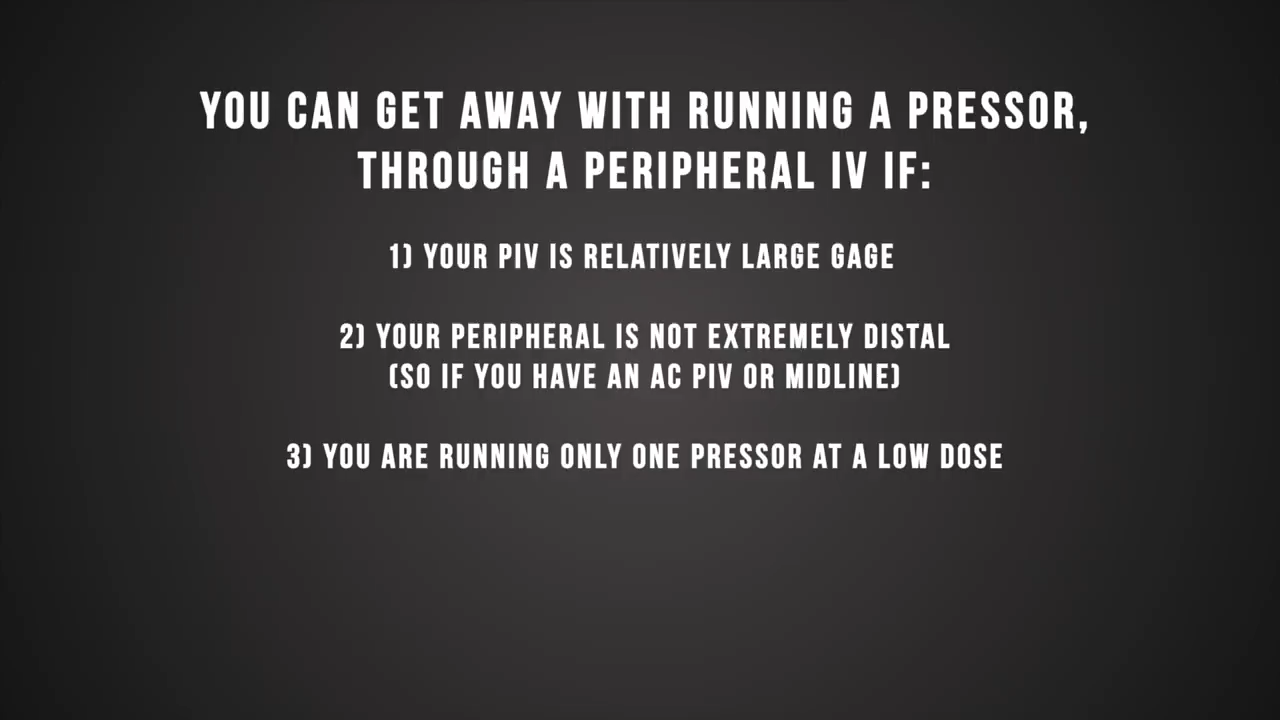 YOU CAN GET AWAY WITH RUNNING A PRESSOR,
THROUGH A PERIPHERAL IV IF:
1) YOUR PIV IS RELATIVELY LARGE GAGE
2) YOUR PERIPHERAL IS NOT EXTREMELY DISTAL
(SO IF YOU HAVE AN AC PIV OR MIDLINE)
3) YOU ARE RUNNING ONLY ONE PRESSOR AT A LOW DOSE